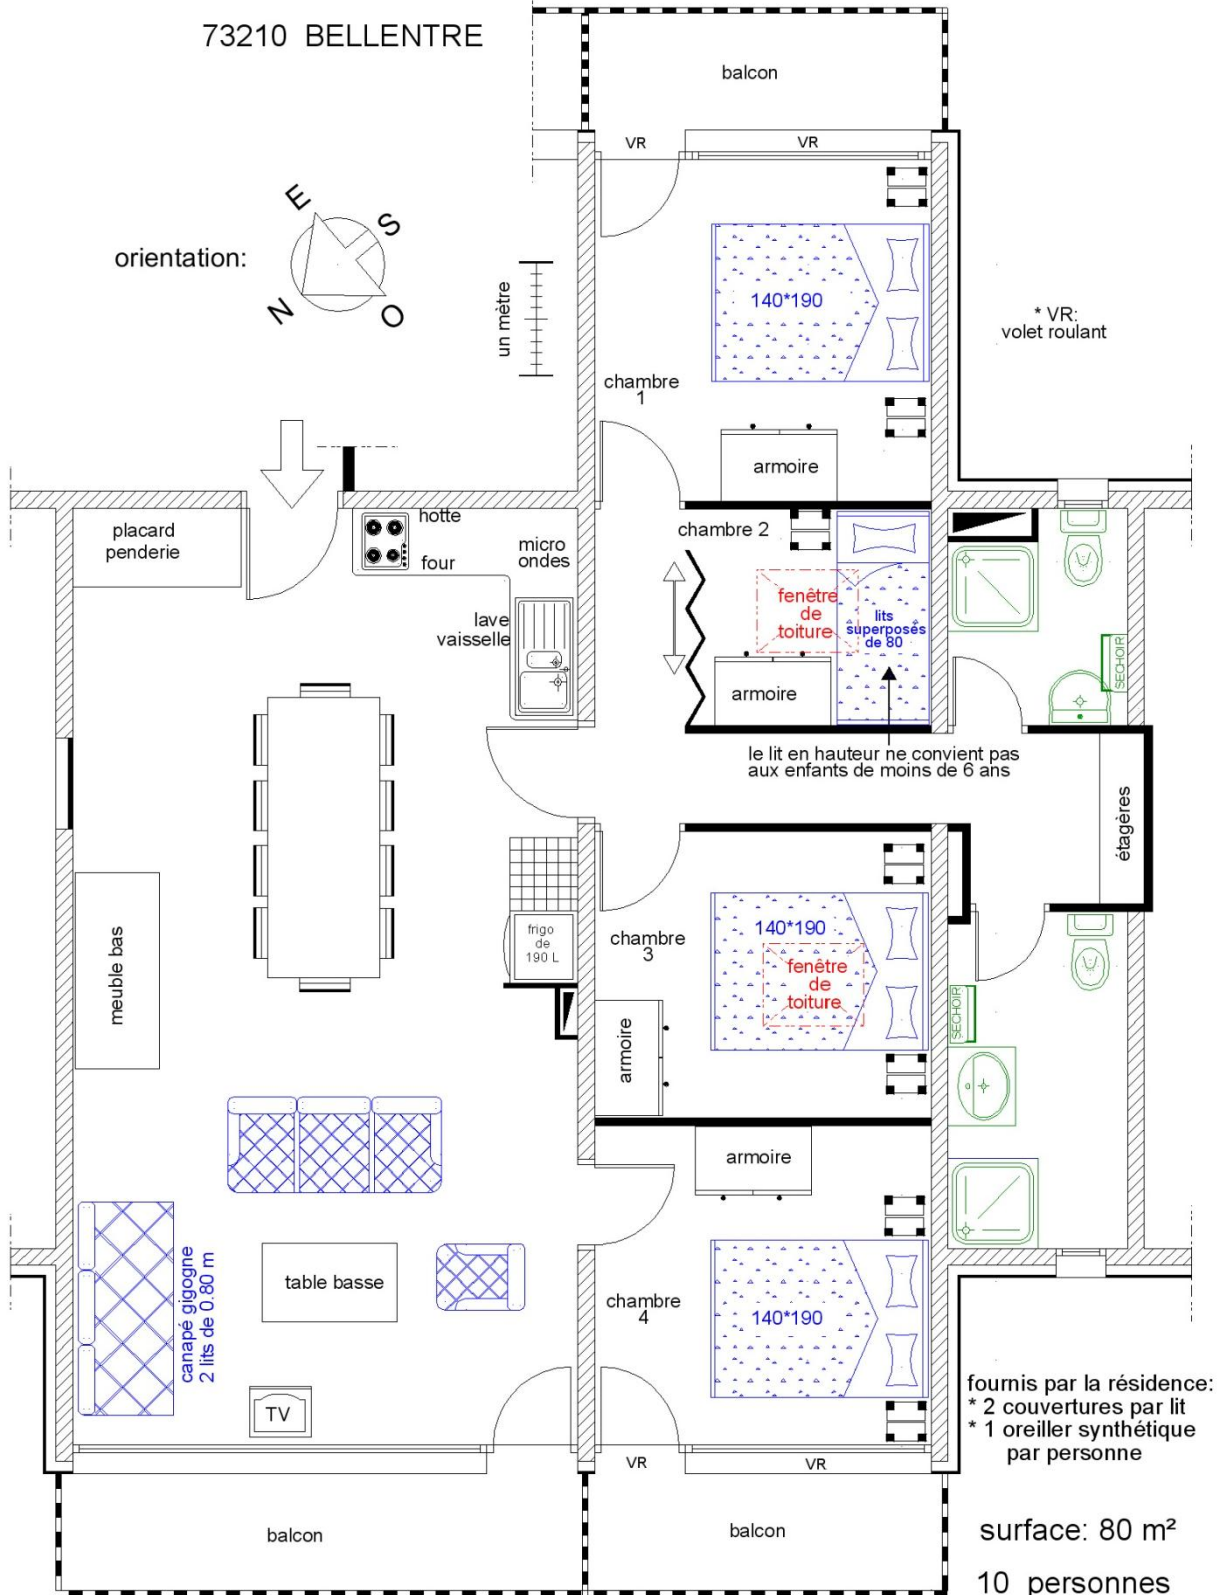 73210 BELLENTRE
balcon
VR
VR
orientation:
E
S
N
O
un mètre
140*190
* VR:
volet roulant
chambre
1
armoire
placard
penderie
hotte
four
micro
ondes
lave
vaisselle
chambre 2
fenêtre
de
toiture
lits
superposés
de 80
armoire
SECHOIR
le lit en hauteur ne convient pas
aux enfants de moins de 6 ans
étagères
meuble bas
frigo
de
190 L
chambre
3
140*190
fenêtre
de
toiture
armoire
SECHOIR
armoire
canapé gigogne
2 lits de 0.80 m
table basse
TV
chambre
4
140*190
VR
VR
fournis par la résidence:
* 2 couvertures par lit
* 1 oreiller synthétique
par personne
balcon
balcon
surface: 80 m²
10 personnes